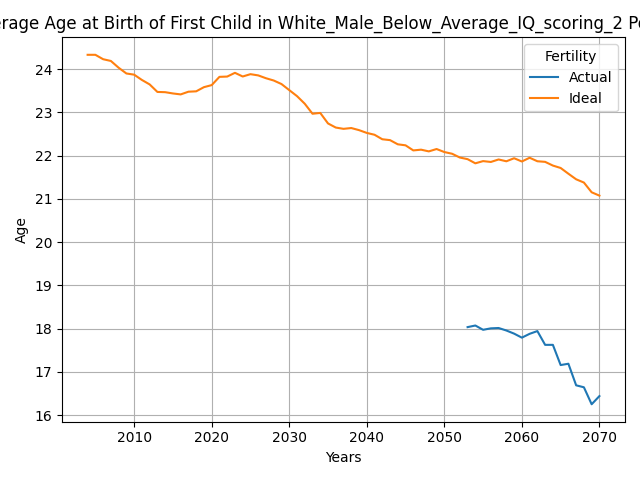 erage Age at Birth of First Child in White_Male_Below_Average_IQ_scoring_2 Po
Fertility
Actual
Ideal
24
23
22
21
20
19
18
17
16
Age
2010
2020
2030
2040
2050
2060
2070
Years